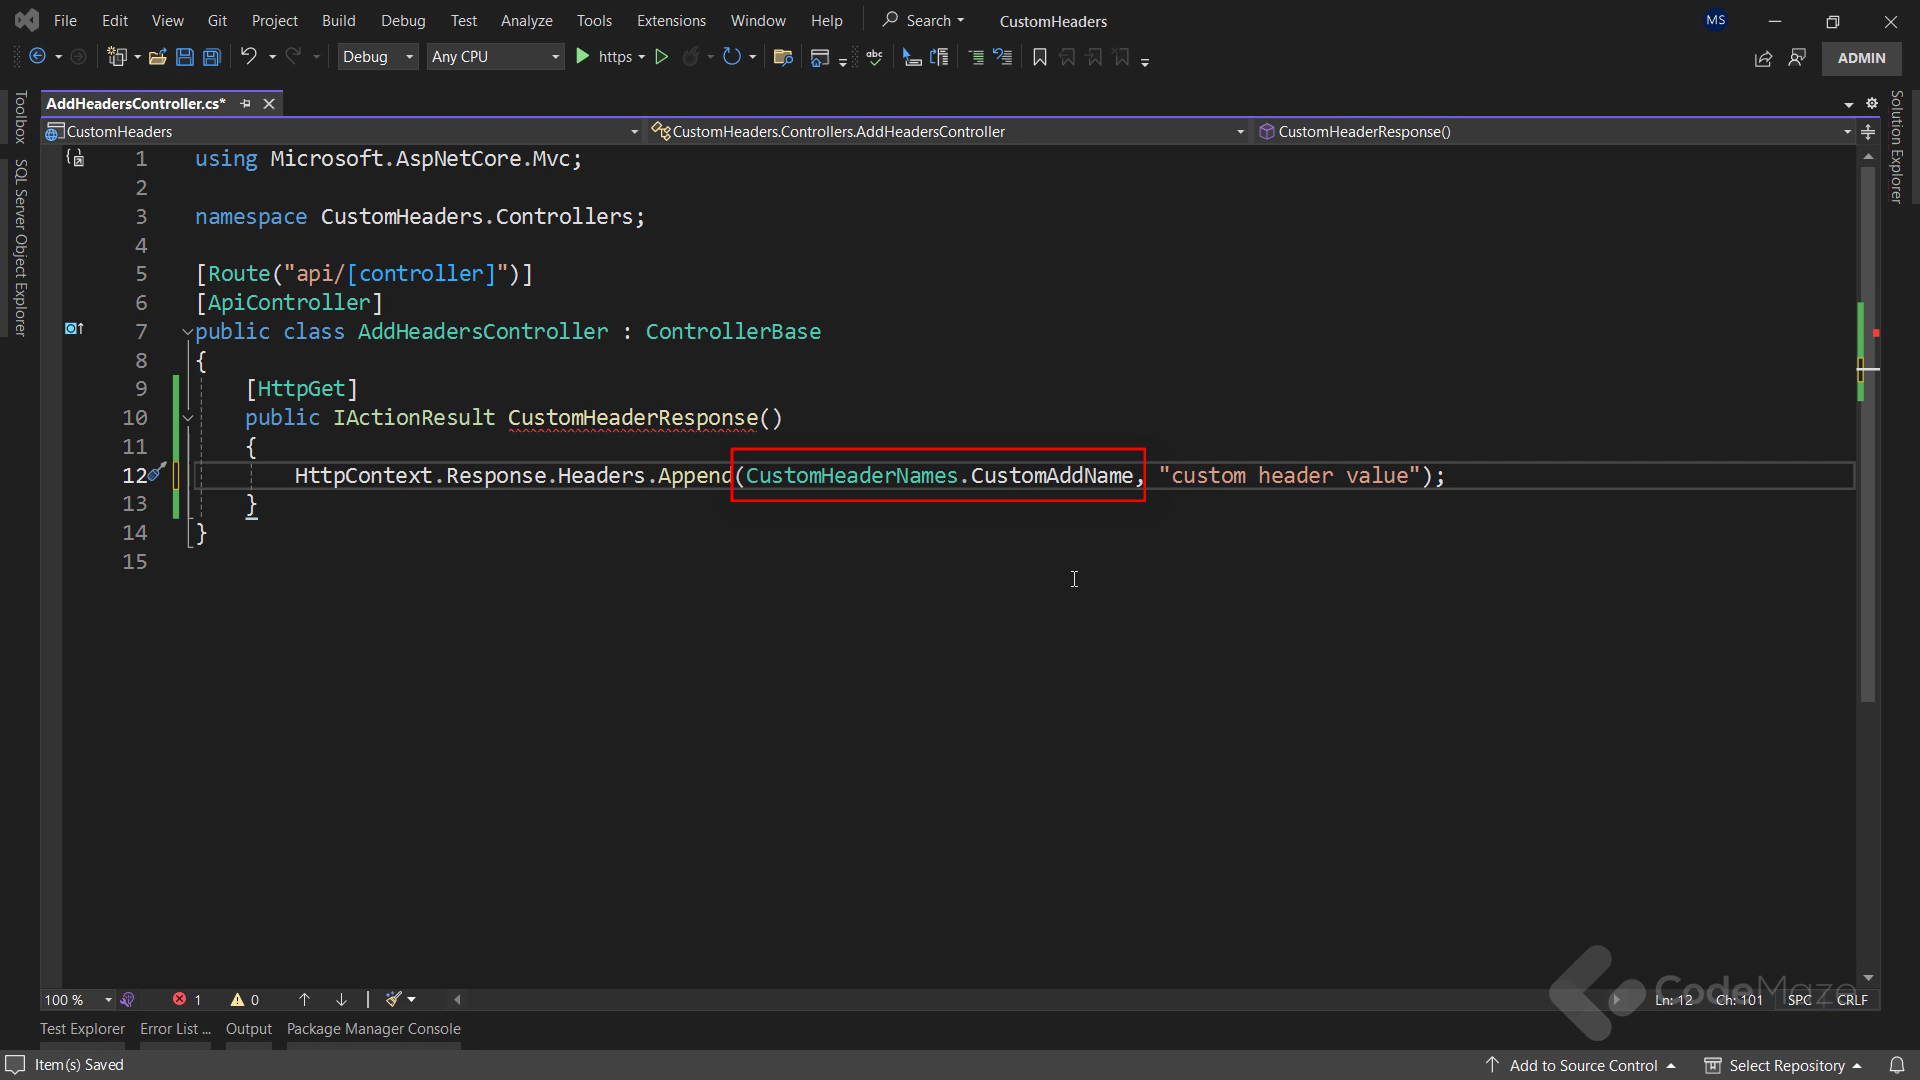 File Edit View Git Project Build Debug Test Analyze Tools Extensions Window Help Search CustomHeaders MS
Debug Any CPU https abc ADMIN
Toolbox
SQL Server Object Explorer
Solution Explorer
AddHeadersController.cs*
CustomHeaders CustomHeaders.Controllers.AddHeadersController CustomHeaderResponse()
1 using Microsoft.AspNetCore.Mvc;
2
3 namespace CustomHeaders.Controllers;
4
5 [Route("api/[controller]")]
6 [ApiController]
7 public class AddHeadersController : ControllerBase
8 {
9 [HttpGet]
10 public IActionResult CustomHeaderResponse()
11 {
12 HttpContext.Response.Headers.Append(CustomHeaderNames.CustomAddName, "custom header value");
13 }
14 }
15
100 % 1 0 Ln: 12 Ch: 101 SPC CRLF
CodeMaze
Test Explorer Error List ... Output Package Manager Console
Item(s) Saved Add to Source Control Select Repository